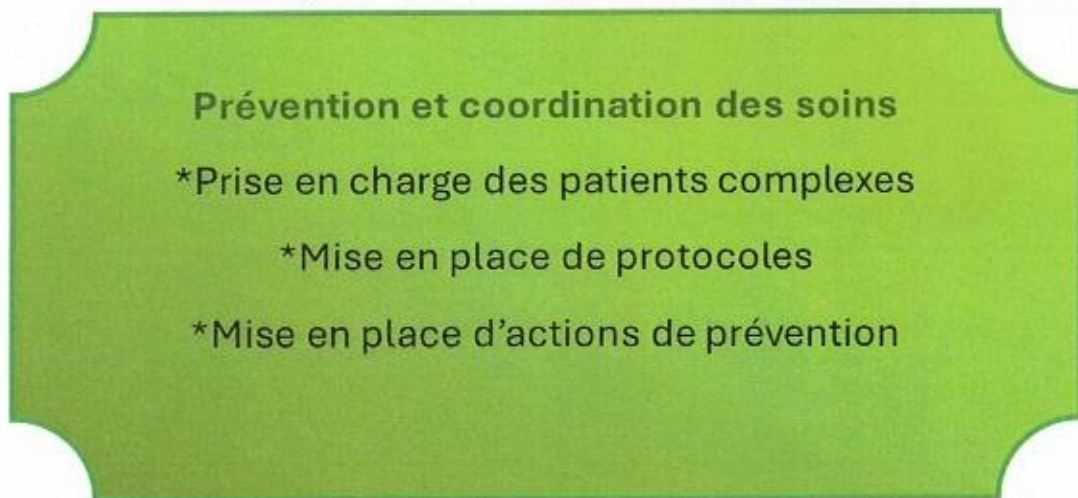 Prévention et coordination des soins
*Prise en charge des patients complexes
*Mise en place de protocoles
*Mise en place d’actions de prévention